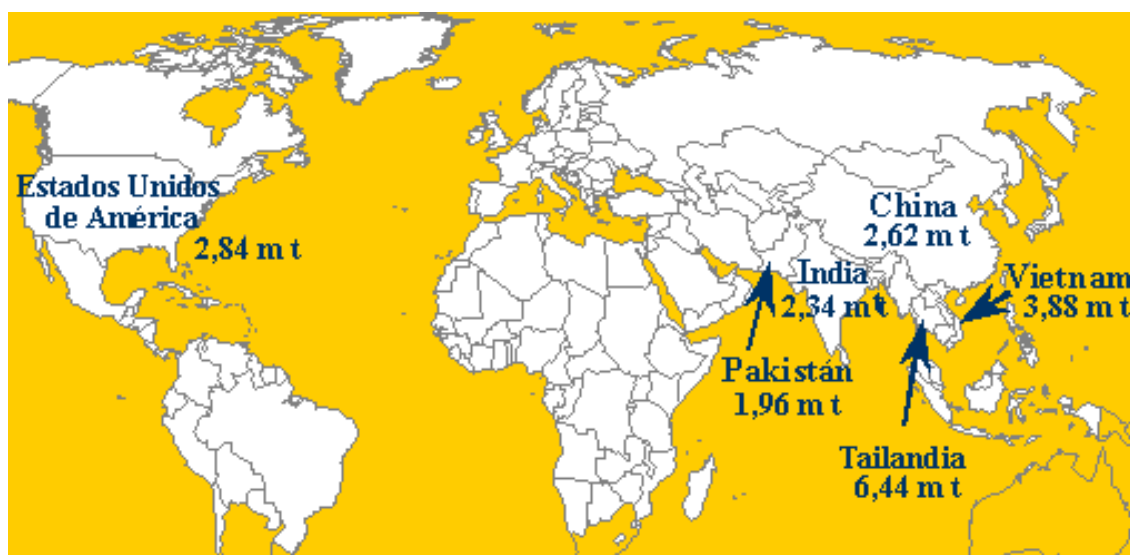 Estados Unidos
de América
2,84 m t
China
2,62 m t
India
2,34 m t
Vietnam
3,88 m t
Pakistán
1,96 m t
Tailandia
6,44 m t